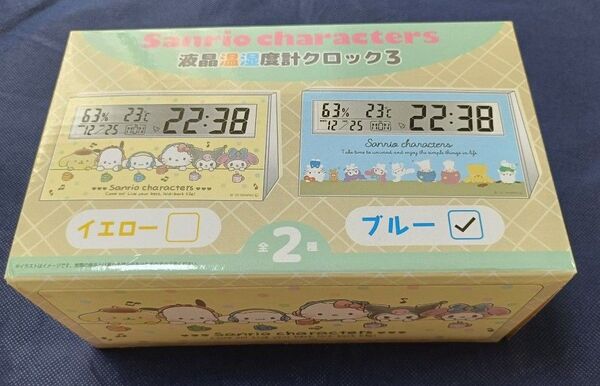 Sanrio characters
液晶温湿度計クロック3
63% 23℃
12/25 MON 22:38
Sanrio characters
63% 23℃
12/25 MON 22:38
Sanrio characters
Take time to unwind and enjoy the simple things in life.
イエロー
ブルー
全2種
Sanrio characters